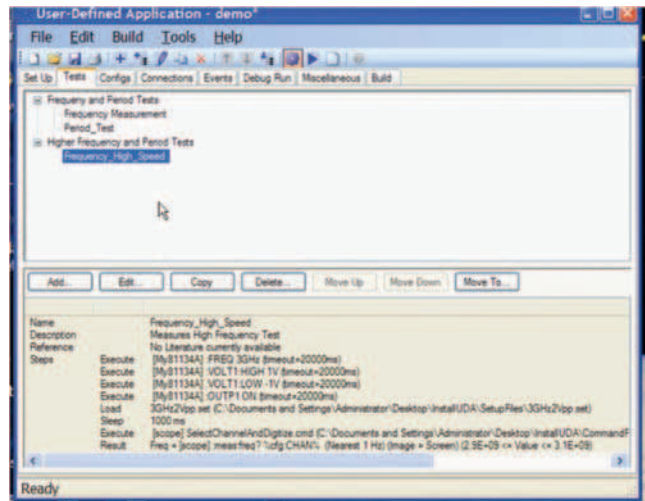 User-Defined Application - demo*
File Edit Build Tools Help
Set Up Tests Configs Connections Events Debug Run Miscellaneous Build
Frequeny and Period Tests
Frequency Measurement
Period_Test
Higher Frequency and Period Tests
Frequency_High_Speed
Add... Edit... Copy Delete... Move Up Move Down Move To...
Name Frequency_High_Speed
Description Measures High Frequency Test
Reference No Literature currently available
Steps Execute [My81134A] :FREQ 3GHz (timeout=20000ms)
Execute [My81134A] :VOLT1:HIGH 1V (timeout=20000ms)
Execute [My81134A] :VOLT1:LOW -1V (timeout=20000ms)
Execute [My81134A] :OUTP1 ON (timeout=20000ms)
Load 3GHz2Vpp.set (C:\Documents and Settings\Administrator\Desktop\InstallUDA\SetupFiles\3GHz2Vpp.set)
Sleep 1000 ms
Execute [scope] SelectChannelAndDigitize.cmd (C:\Documents and Settings\Administrator\Desktop\InstallUDA\CommandF
Result Freq = [scope] :meas:freq? %cfg:CHAN% (Nearest 1 Hz) (Image = Screen) (2.9E+09 <= Value <= 3.1E+09)
Ready